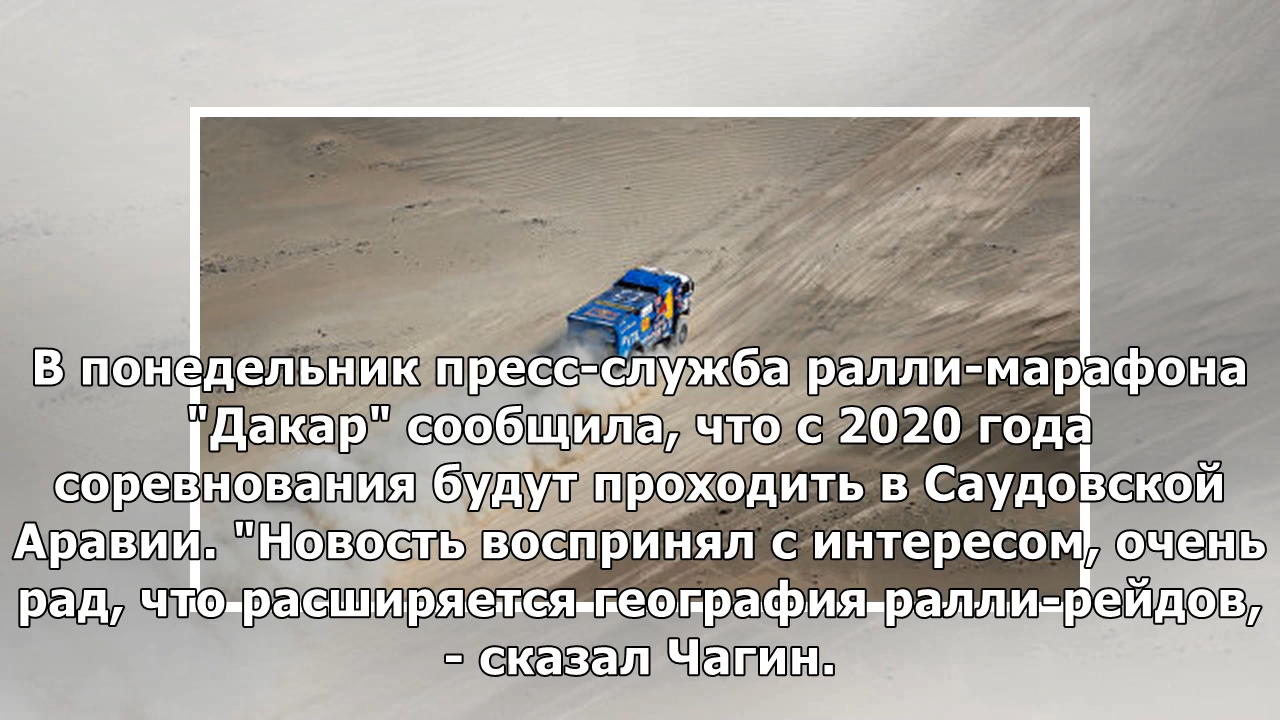 В понедельник пресс-служба ралли-марафона
"Дакар" сообщила, что с 2020 года
соревнования будут проходить в Саудовской
Аравии. "Новость воспринял с интересом, очень
рад, что расширяется география ралли-рейдов,
- сказал Чагин.